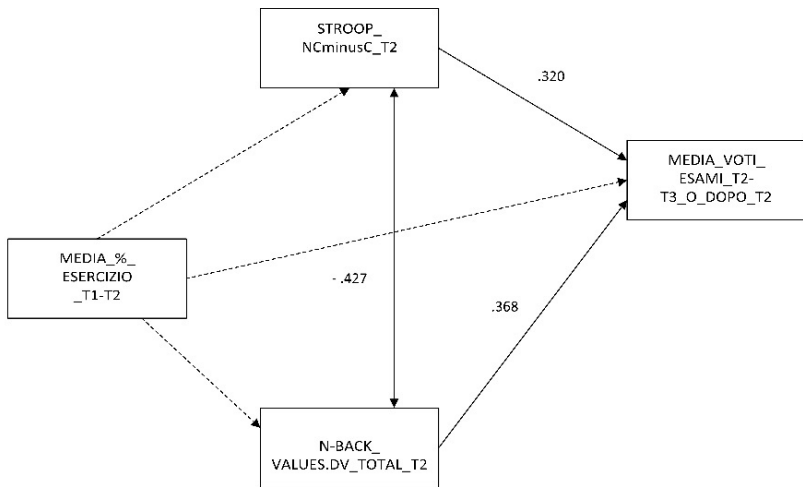 STROOP_
NCminusC_T2
.320
MEDIA_VOTI_
ESAMI_T2-
T3_O_DOPO_T2
MEDIA_%_
ESERCIZIO
_T1-T2
- .427
.368
N-BACK_
VALUES.DV_TOTAL_T2